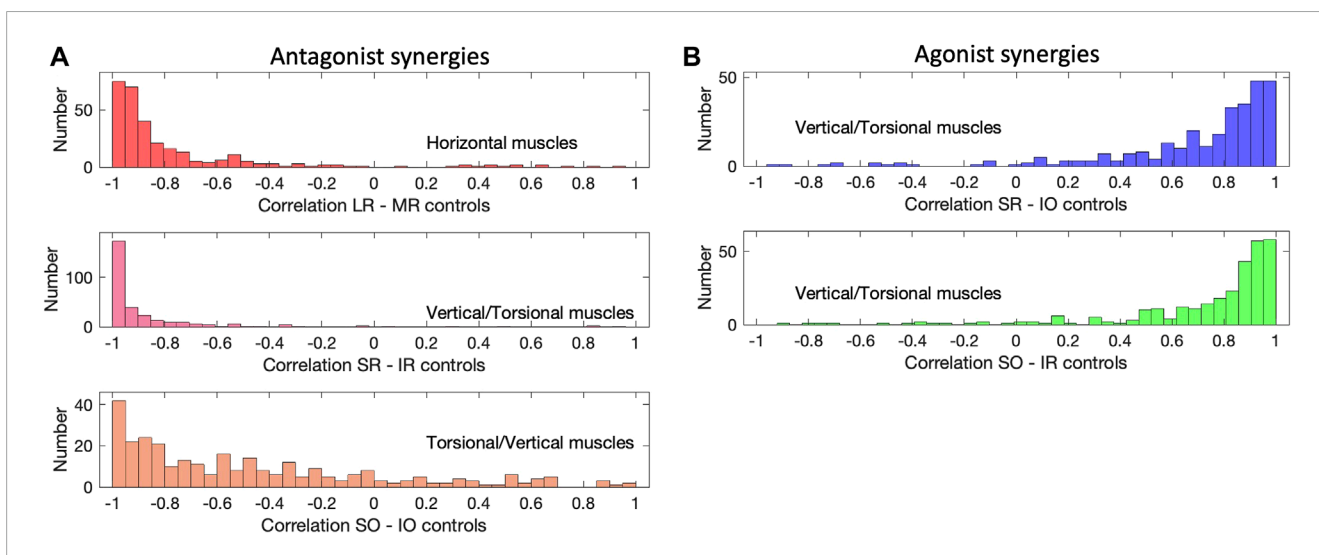 A
Antagonist synergies
Number
50
0
Horizontal muscles
-1 -0.8 -0.6 -0.4 -0.2 0 0.2 0.4 0.6 0.8 1
Correlation LR - MR controls
Number
100
0
Vertical/Torsional muscles
-1 -0.8 -0.6 -0.4 -0.2 0 0.2 0.4 0.6 0.8 1
Correlation SR - IR controls
Number
40
20
0
Torsional/Vertical muscles
-1 -0.8 -0.6 -0.4 -0.2 0 0.2 0.4 0.6 0.8 1
Correlation SO - IO controls
B
Agonist synergies
Number
50
0
Vertical/Torsional muscles
-1 -0.8 -0.6 -0.4 -0.2 0 0.2 0.4 0.6 0.8 1
Correlation SR - IO controls
Number
50
0
Vertical/Torsional muscles
-1 -0.8 -0.6 -0.4 -0.2 0 0.2 0.4 0.6 0.8 1
Correlation SO - IR controls